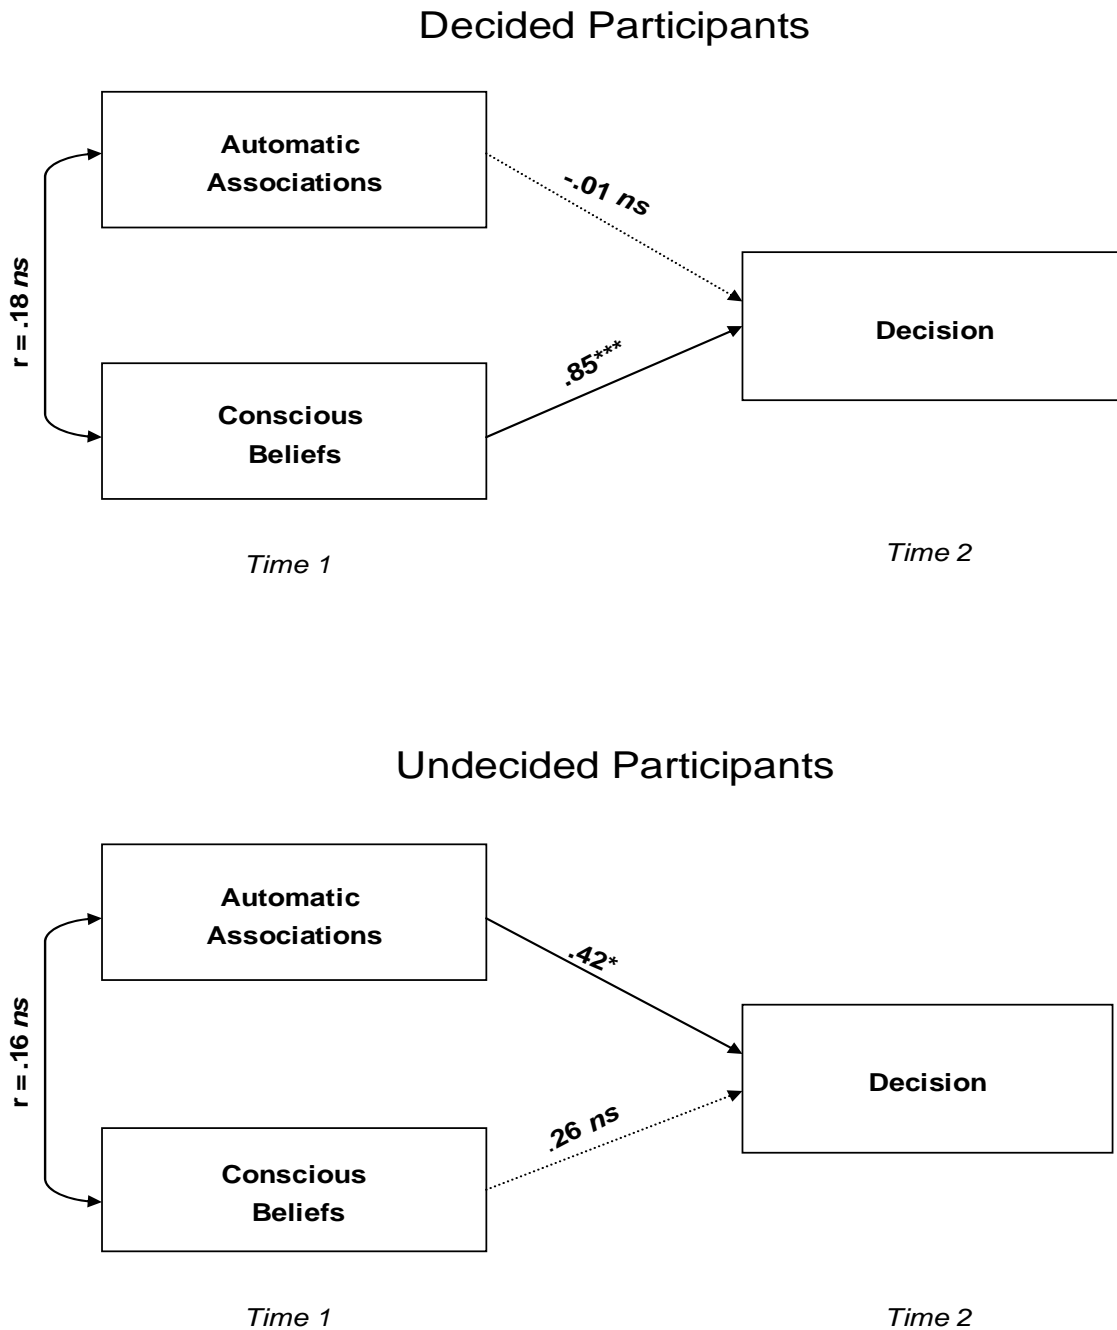 Decided Participants
Automatic
Associations
-.01 ns
r = .18 ns
Decision
.85***
Conscious
Beliefs
Time 1
Time 2
Undecided Participants
Automatic
Associations
.42*
r = .16 ns
Decision
.26 ns
Conscious
Beliefs
Time 1
Time 2